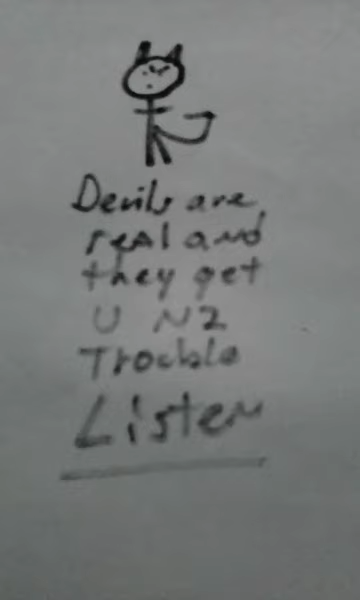 Devils are
real and
they get
U N2
Trouble
Listen